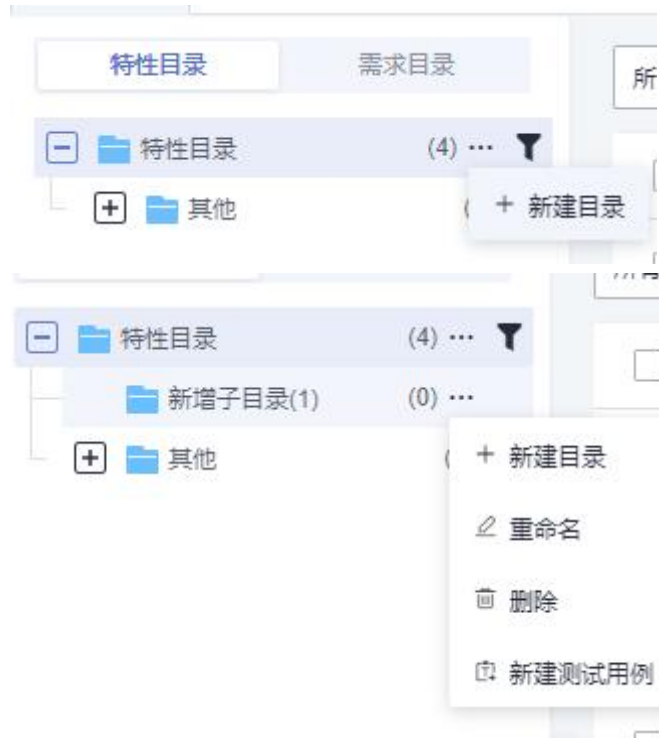 特性目录 需求目录
所
特性目录 (4) ···
+ 新建目录
其他 (
特性目录 (4) ···
新增子目录(1) (0) ···
其他 (
+ 新建目录
重命名
删除
新建测试用例